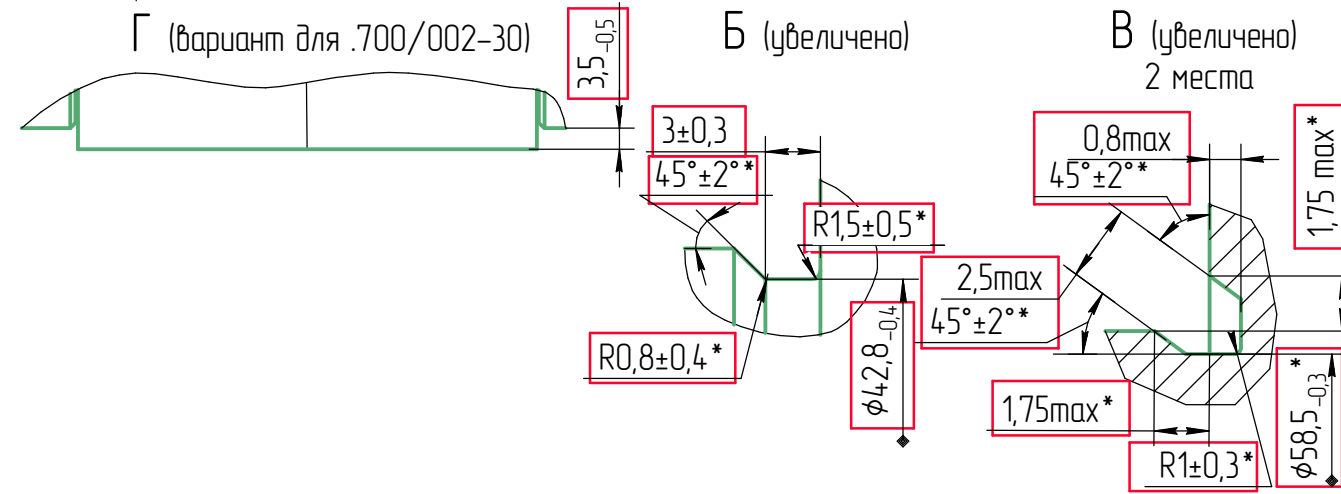 Г (вариант для .700/002-30)
3,5-0,5
Б (увеличено)
3±0,3
45°±2°*
R1,5±0,5*
R0,8±0,4*
ϕ42,8-0,4
В (увеличено)
2 места
0,8max
45°±2°*
1,75 max*
2,5max
45°±2°*
1,75max*
R1±0,3*
ϕ58,5-0,3*